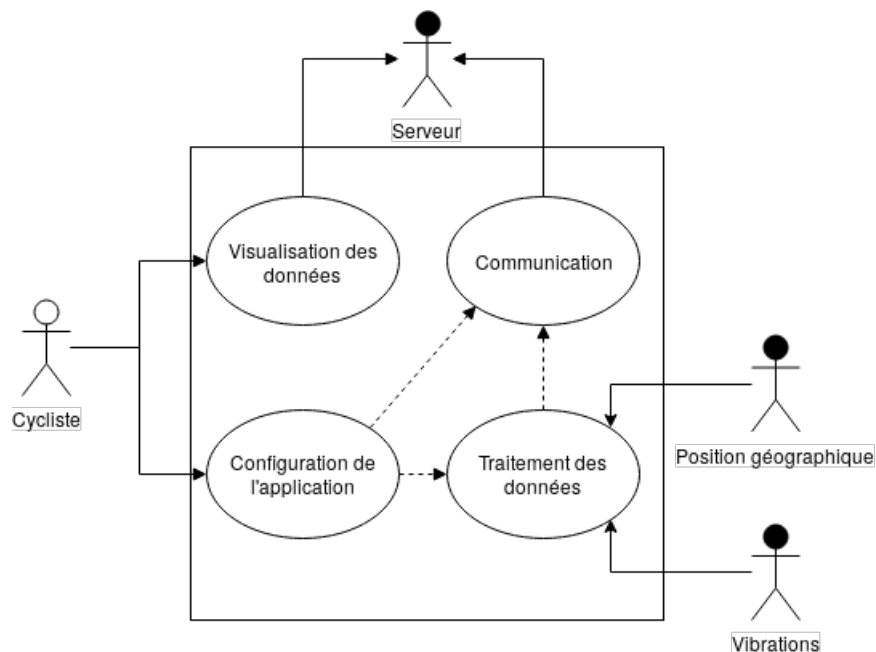 Serveur
Visualisation des
données
Communication
Cycliste
Configuration de
l'application
Traitement des
données
Position géographique
Vibrations